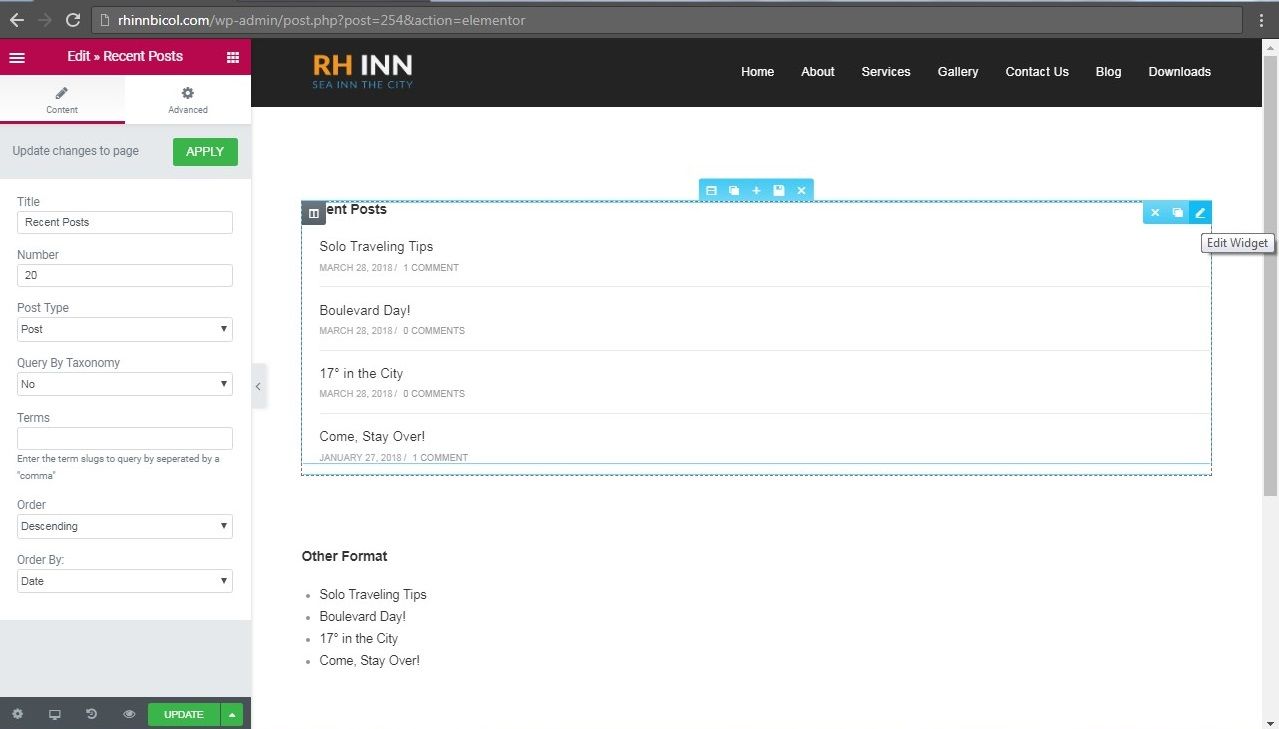 rhinnbicol.com/wp-admin/post.php?post=254&action=elementor
Edit » Recent Posts
Content
Advanced
Update changes to page
APPLY
Title
Recent Posts
Number
20
Post Type
Post
Query By Taxonomy
No
Terms
Enter the term slugs to query by seperated by a
"comma"
Order
Descending
Order By:
Date
UPDATE
RH INN
SEA INN THE CITY
Home About Services Gallery Contact Us Blog Downloads
ent Posts
Edit Widget
Solo Traveling Tips
MARCH 28, 2018 / 1 COMMENT
Boulevard Day!
MARCH 28, 2018 / 0 COMMENTS
17° in the City
MARCH 28, 2018 / 0 COMMENTS
Come, Stay Over!
JANUARY 27, 2018 / 1 COMMENT
Other Format
Solo Traveling Tips
Boulevard Day!
17° in the City
Come, Stay Over!